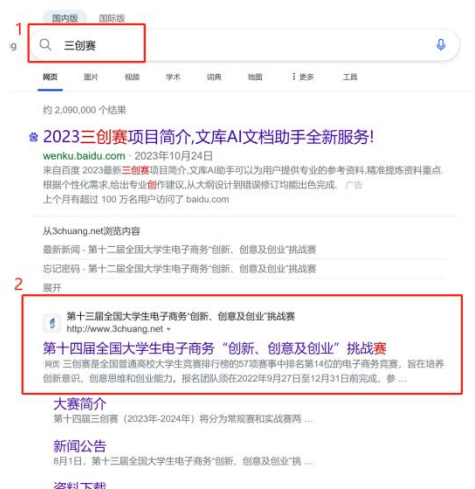 国内版 国际版
1
g 三创赛
网页 图片 视频 学术 词典 地图 更多 工具
约 2,090,000 个结果
2023三创赛项目简介,文库AI文档助手全新服务!
wenku.baidu.com · 2023年10月24日
来自百度 2023最新三创赛项目简介,文库AI助手可以为用户提供专业的参考资料,精准提炼资料重点.
根据个性化需求,给出专业创作建议,从大纲设计到错误修订均能出色完成. 广告
上个月有超过 100 万名用户访问了 baidu.com
从3chuang.net浏览内容
最新新闻 - 第十二届全国大学生电子商务“创新、创意及创业”挑战赛
忘记密码 - 第十二届全国大学生电子商务“创新、创意及创业”挑战赛
2 展开
第十三届全国大学生电子商务“创新、创意及创业”挑战赛
http://www.3chuang.net
第十四届全国大学生电子商务“创新、创意及创业”挑战赛
网页 三创赛是全国普通高校大学生竞赛排行榜的57项赛事中排名第14位的电子商务竞赛，旨在培养
创新意识、创意思维和创业能力。报名团队须在2022年9月27日至12月31日前完成，参 ...
大赛简介
第十四届三创赛（2023年-2024年）将分为常规赛和实战赛两 ...
新闻公告
8月1日，第十三届全国大学生电子商务“创新、创意及创业”挑 ...
资料下载